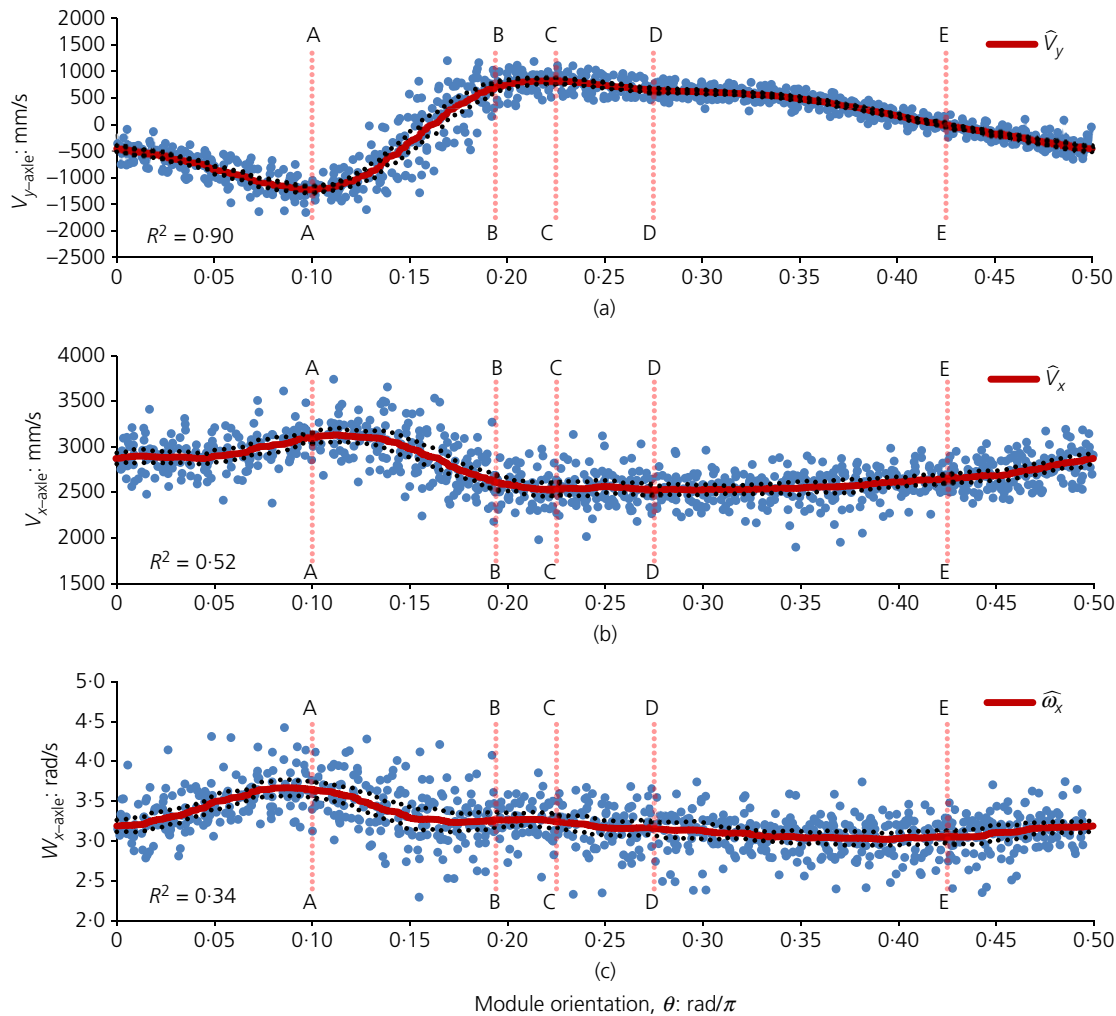 2000
1500
1000
500
0
−500
−1000
−1500
−2000
−2500
V y−axle: mm/s
A B C D E
V̂y
A B C D E
R² = 0·90
0 0·05 0·10 0·15 0·20 0·25 0·30 0·35 0·40 0·45 0·50
(a)
4000
3500
3000
2500
2000
1500
V x−axle: mm/s
A B C D E
V̂x
A B C D E
R² = 0·52
0 0·05 0·10 0·15 0·20 0·25 0·30 0·35 0·40 0·45 0·50
(b)
5·0
4·5
4·0
3·5
3·0
2·5
2·0
W x−axle: rad/s
A B C D E
ω̂x
A B C D E
R² = 0·34
0 0·05 0·10 0·15 0·20 0·25 0·30 0·35 0·40 0·45 0·50
(c)
Module orientation, θ: rad/π